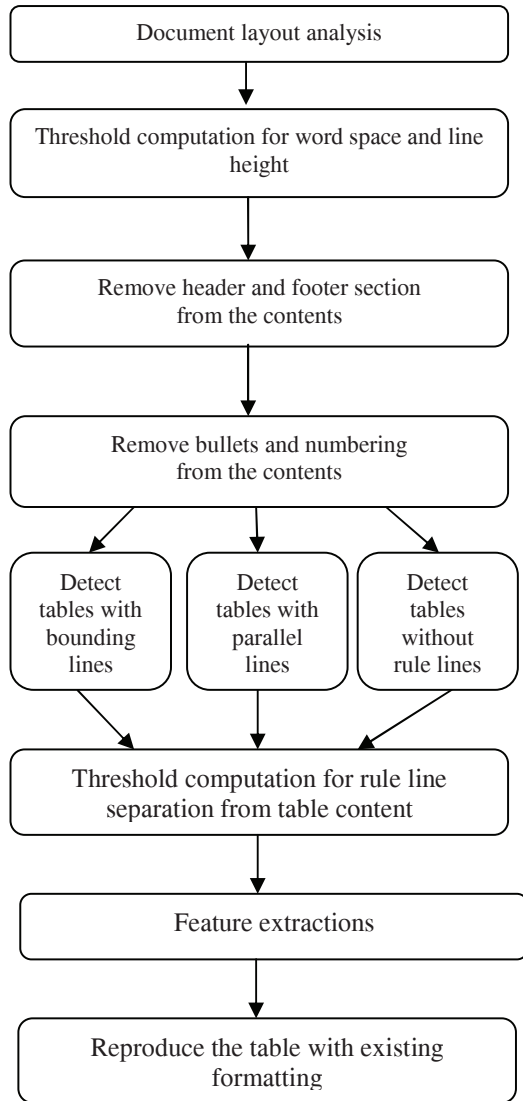 Document layout analysis
Threshold computation for word space and line
height
Remove header and footer section
from the contents
Remove bullets and numbering
from the contents
Detect
tables with
bounding
lines
Detect
tables with
parallel
lines
Detect
tables
without
rule lines
Threshold computation for rule line
separation from table content
Feature extractions
Reproduce the table with existing
formatting